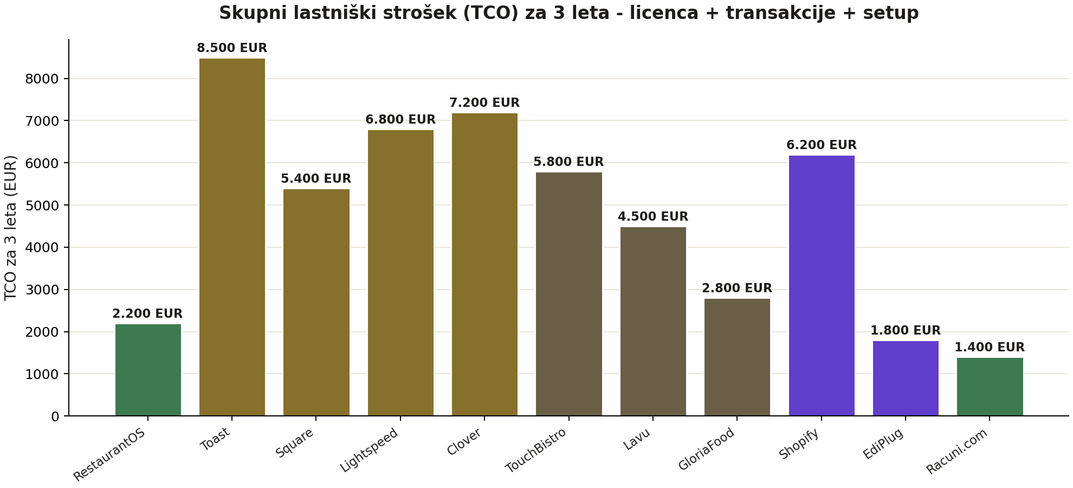 Skupni lastniški strošek (TCO) za 3 leta - licenca + transakcije + setup
TCO za 3 leta (EUR)
8000
7000
6000
5000
4000
3000
2000
1000
0
2.200 EUR
8.500 EUR
5.400 EUR
6.800 EUR
7.200 EUR
5.800 EUR
4.500 EUR
2.800 EUR
6.200 EUR
1.800 EUR
1.400 EUR
RestaurantOS
Toast
Square
Lightspeed
Clover
TouchBistro
Lavu
GloriaFood
Shopify
EdiPlug
Racuni.com